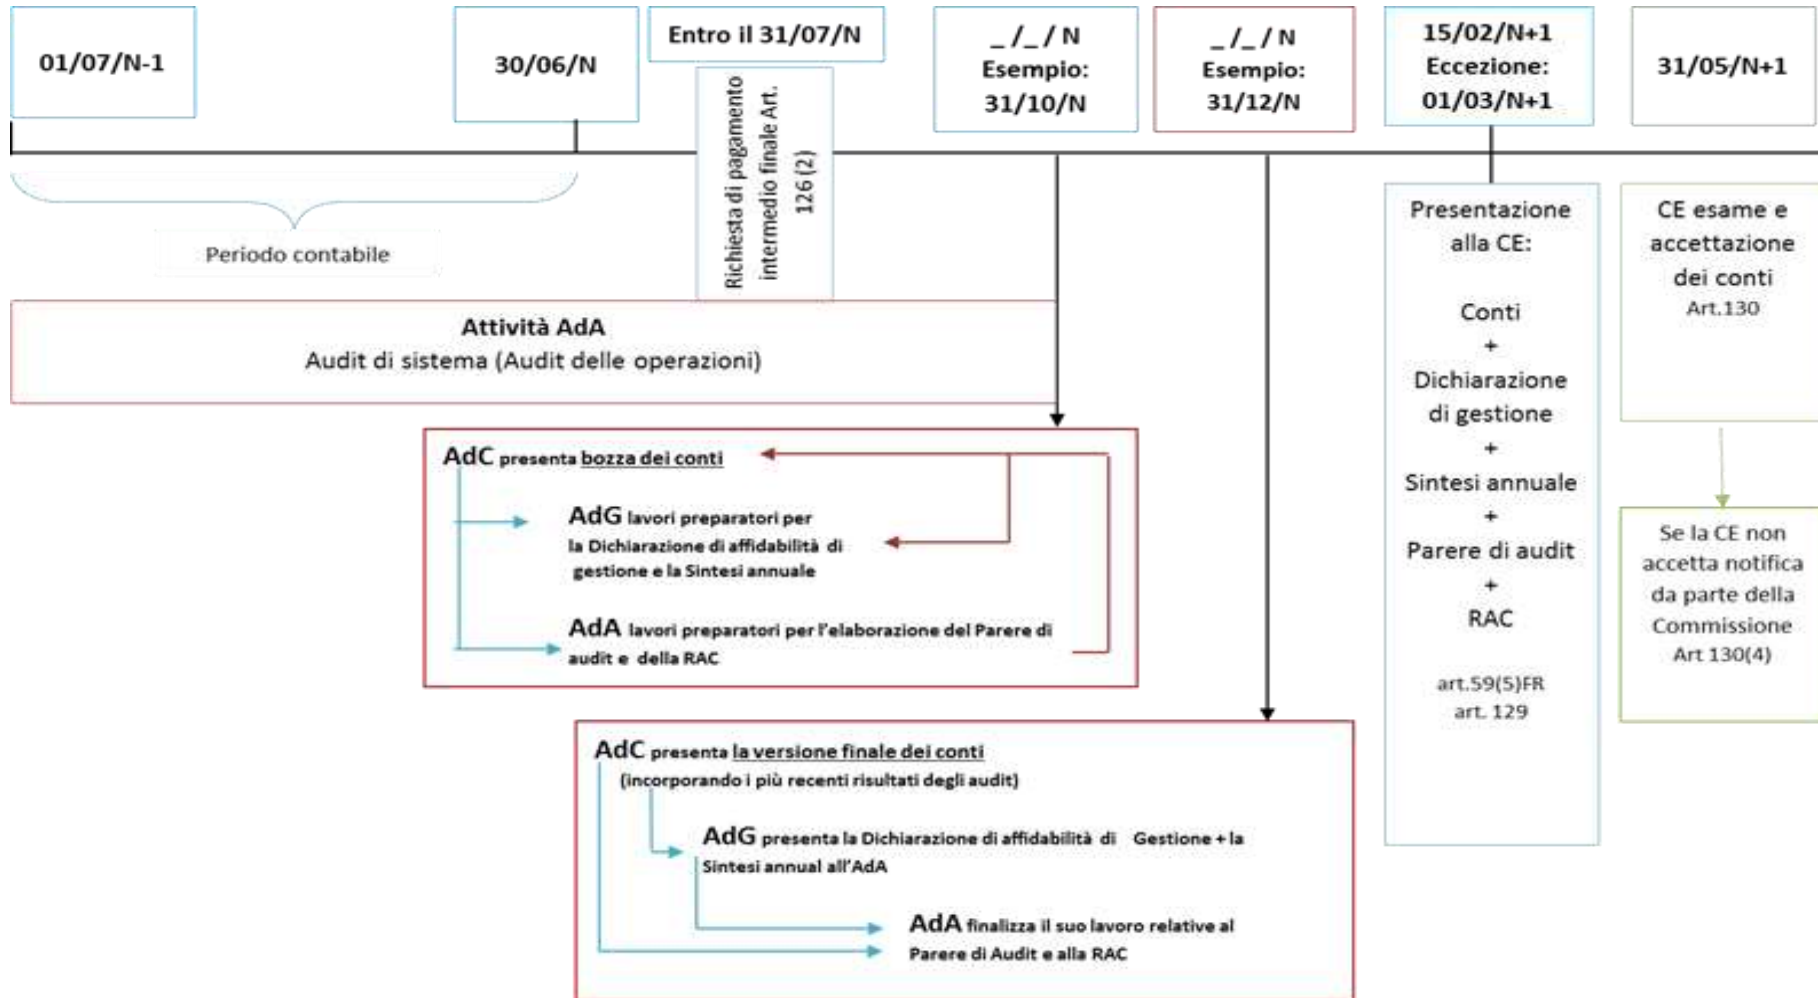 01/07/N-1
30/06/N
Entro il 31/07/N
_ /_ / N
Esempio:
31/10/N
_ /_ / N
Esempio:
31/12/N
15/02/N+1
Eccezione:
01/03/N+1
31/05/N+1
Richiesta di pagamento
intermedio finale Art.
126 (2)
Periodo contabile
Attività AdA
Audit di sistema (Audit delle operazioni)
AdC presenta bozza dei conti
AdG lavori preparatori per
la Dichiarazione di affidabilità di
gestione e la Sintesi annuale
AdA lavori preparatori per l'elaborazione del Parere di
audit e della RAC
AdC presenta la versione finale dei conti
(incorporando i più recenti risultati degli audit)
AdG presenta la Dichiarazione di affidabilità di Gestione + la
Sintesi annual all'AdA
AdA finalizza il suo lavoro relative al
Parere di Audit e alla RAC
Presentazione
alla CE:
Conti
+
Dichiarazione
di gestione
+
Sintesi annuale
+
Parere di audit
+
RAC
art.59(5)FR
art. 129
CE esame e
accettazione
dei conti
Art.130
Se la CE non
accetta notifica
da parte della
Commissione
Art 130(4)